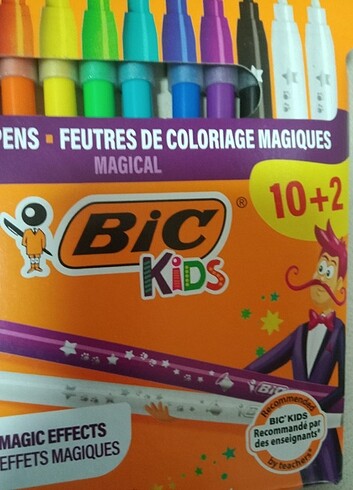 PENS - FEUTRES DE COLORIAGE MAGIQUES
MAGICAL
10+2
BiC®
KiDS
BiC
MAGIC EFFECTS
EFFETS MAGIQUES
Recommended
BIC® KIDS
Recommandé par
des enseignants*
by teachers*